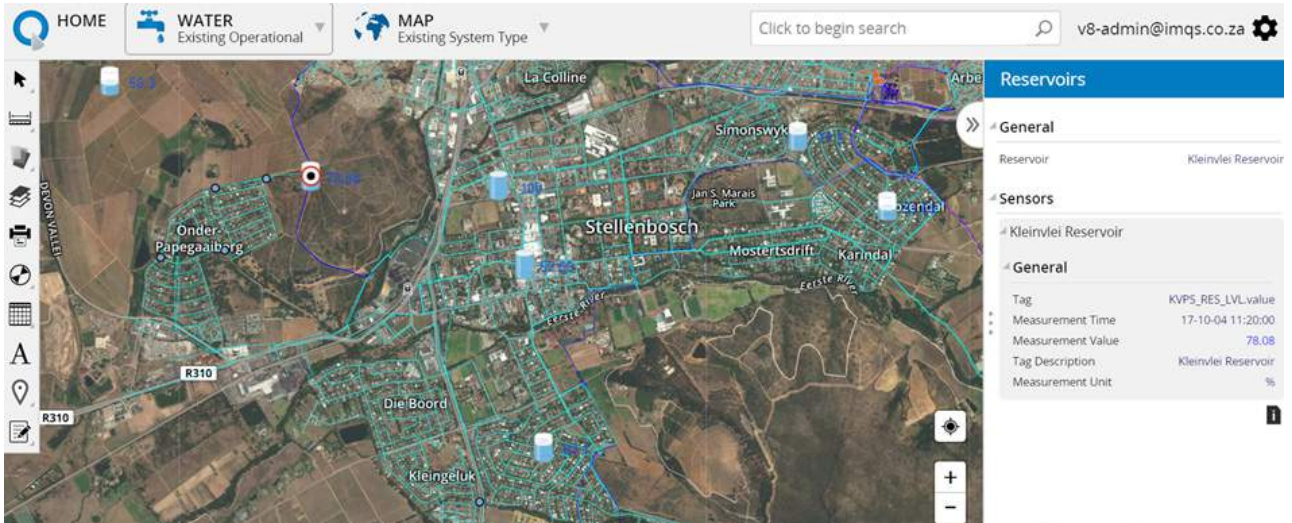 HOME
WATER
Existing Operational
MAP
Existing System Type
Click to begin search
v8-admin@imqs.co.za
La Colline
Arbe
Simonswyk
DEVON VALLEI
Jan S. Marais
Park
Onder-
Papegaaiberg
100
Stellenbosch
Mostertsdrift
Karindal
Eerste River
Eerste River
R310
R310
Die Boord
Kleingeluk
A
+
−
Reservoirs
General
Reservoir Kleinvlei Reservoir
Sensors
Kleinvlei Reservoir
General
Tag KVPS_RES_LVL.value
Measurement Time 17-10-04 11:20:00
Measurement Value 78.08
Tag Description Kleinvlei Reservoir
Measurement Unit %